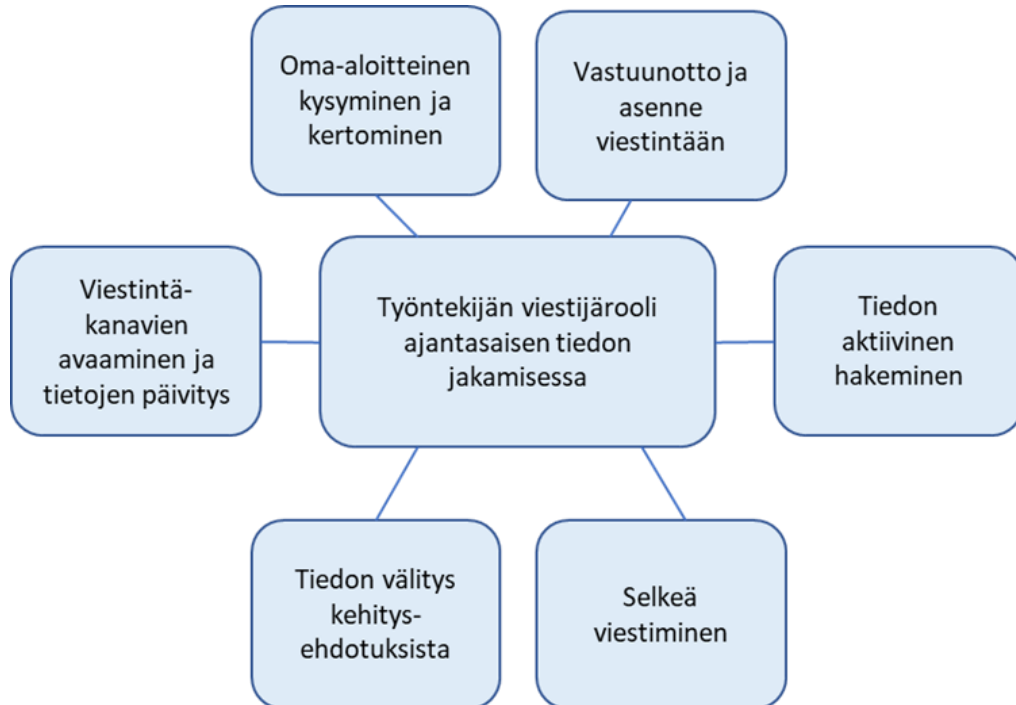 Oma-aloitteinen
kysyminen ja
kertominen
Vastuunotto ja
asenne
viestintään
Viestintä-
kanavien
avaaminen ja
tietojen päivitys
Työntekijän viestijärooli
ajantasaisen tiedon
jakamisessa
Tiedon
aktiivinen
hakeminen
Tiedon välitys
kehitys-
ehdotuksista
Selkeä
viestiminen